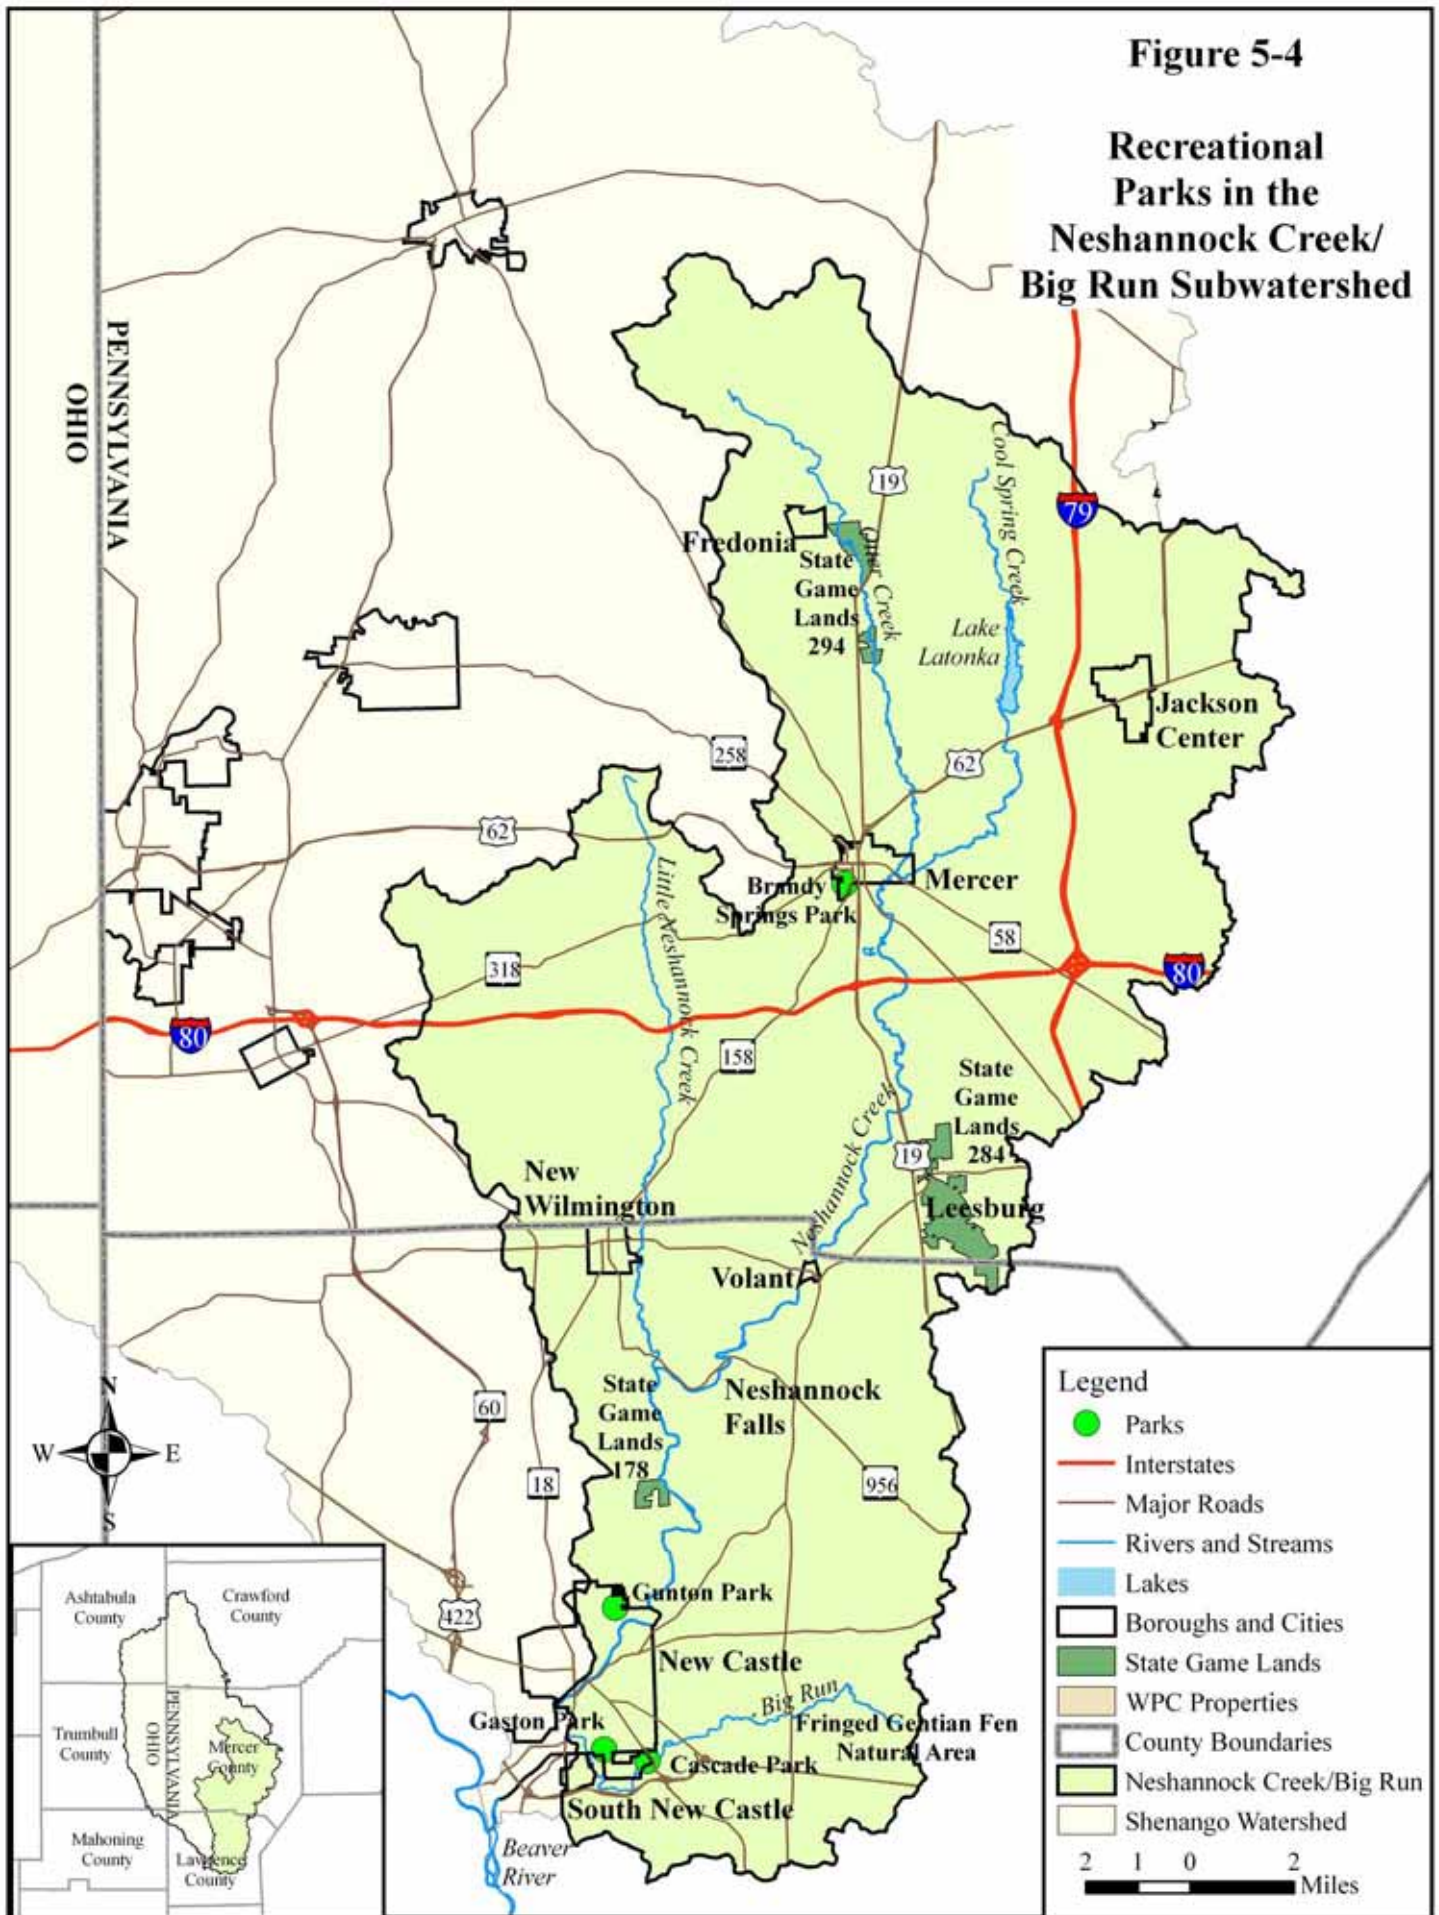 Figure 5-4
Recreational
Parks in the
Neshannock Creek/
Big Run Subwatershed
PENNSYLVANIA
OHIO
19
79
Cool Spring Creek
Fredonia
Otter Creek
State
Game
Lands
294
Lake
Latonka
Jackson
Center
258
62
62
Little Neshannock Creek
Brandy
Springs Park
Mercer
58
318
80
80
158
State
Game
Lands
284
19
Neshannock Creek
New
Wilmington
Leesburg
Volant
State
Game
Lands
178
Neshannock
Falls
60
18
956
N
W
E
S
422
Gunton Park
New Castle
Big Run
Gaston Park
Fringed Gentian Fen
Natural Area
Cascade Park
South New Castle
Beaver
River
Ashtabula
County
Crawford
County
Trumbull
County
OHIO
PENNSYLVANIA
Mercer
County
Mahoning
County
Lawrence
County
Legend
Parks
Interstates
Major Roads
Rivers and Streams
Lakes
Boroughs and Cities
State Game Lands
WPC Properties
County Boundaries
Neshannock Creek/Big Run
Shenango Watershed
2 1 0 2
Miles